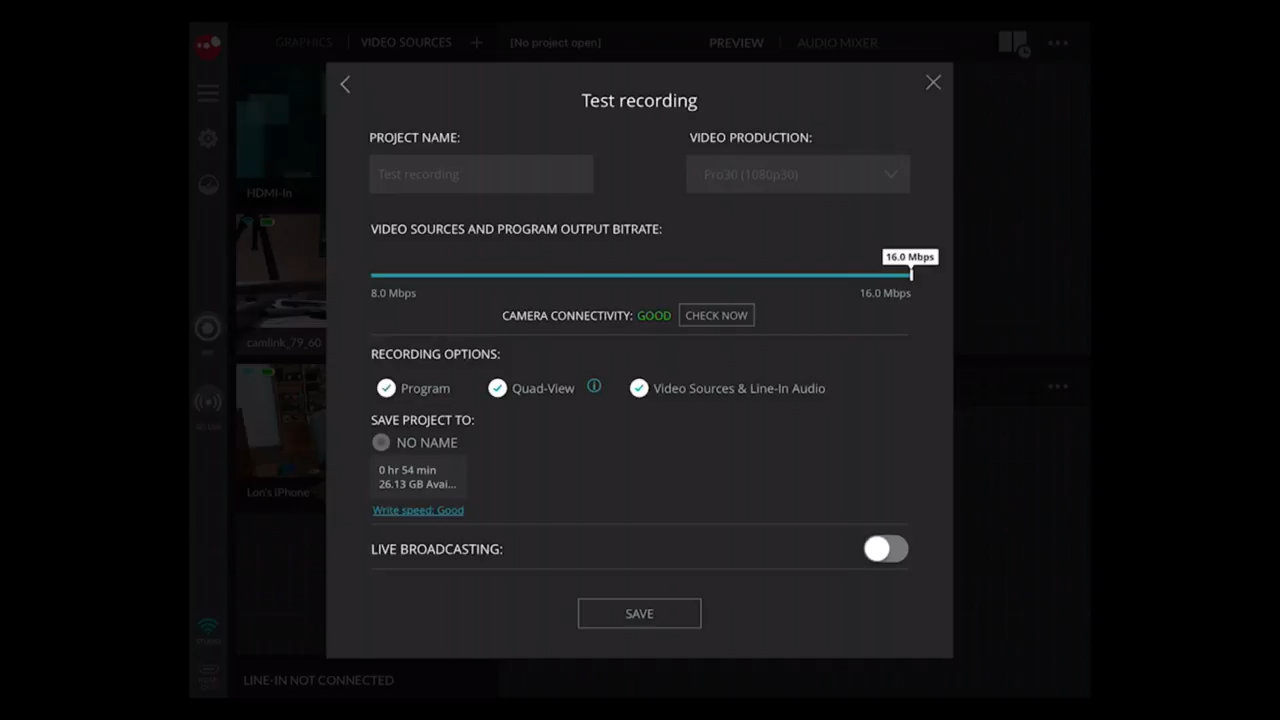 GRAPHICS
VIDEO SOURCES
+
[No project open]
PREVIEW
AUDIO MIXER
Test recording
PROJECT NAME:
VIDEO PRODUCTION:
Test recording
Pro30 (1080p30)
HDMI-In
VIDEO SOURCES AND PROGRAM OUTPUT BITRATE:
16.0 Mbps
8.0 Mbps
16.0 Mbps
CAMERA CONNECTIVITY: GOOD
CHECK NOW
camlink_79_60
RECORDING OPTIONS:
Program
Quad-View
Video Sources & Line-In Audio
SAVE PROJECT TO:
NO NAME
0 hr 54 min
26.13 GB Avai...
Lon's iPhone
Write speed: Good
LIVE BROADCASTING:
SAVE
LINE-IN NOT CONNECTED